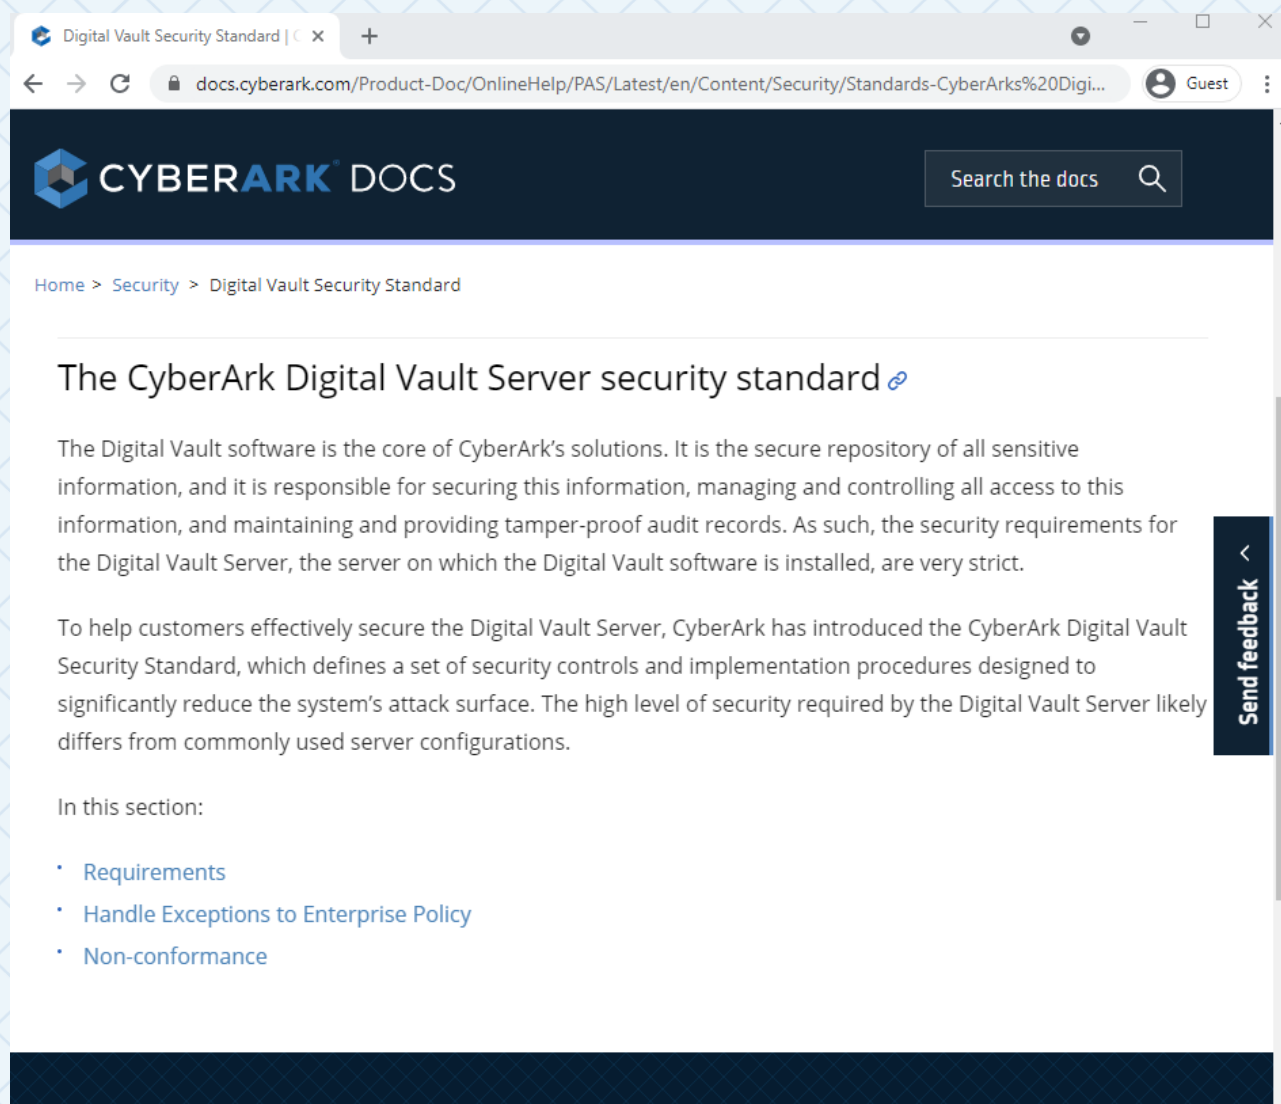 Digital Vault Security Standard |
docs.cyberark.com/Product-Doc/OnlineHelp/PAS/Latest/en/Content/Security/Standards-CyberArks%20Digi...
Guest
CYBERARK® DOCS
Search the docs
Home > Security > Digital Vault Security Standard
The CyberArk Digital Vault Server security standard
The Digital Vault software is the core of CyberArk's solutions. It is the secure repository of all sensitive
information, and it is responsible for securing this information, managing and controlling all access to this
information, and maintaining and providing tamper-proof audit records. As such, the security requirements for
the Digital Vault Server, the server on which the Digital Vault software is installed, are very strict.
To help customers effectively secure the Digital Vault Server, CyberArk has introduced the CyberArk Digital Vault
Security Standard, which defines a set of security controls and implementation procedures designed to
significantly reduce the system's attack surface. The high level of security required by the Digital Vault Server likely
differs from commonly used server configurations.
In this section:
• Requirements
• Handle Exceptions to Enterprise Policy
• Non-conformance
Send feedback